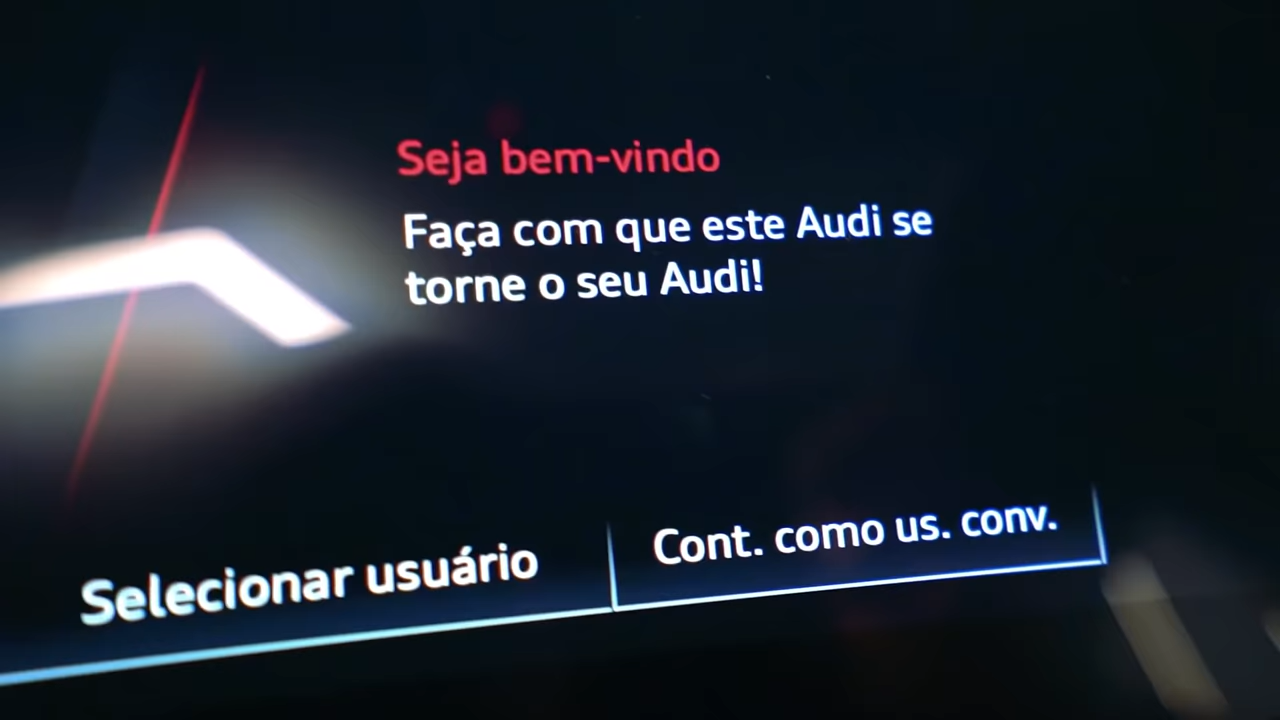 Seja bem-vindo
Faça com que este Audi se
torne o seu Audi!
Selecionar usuário
Cont. como us. conv.